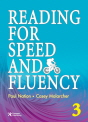 READING FOR
SPEED AND
FLUENCY
Paul Nation • Casey Malarcher
3